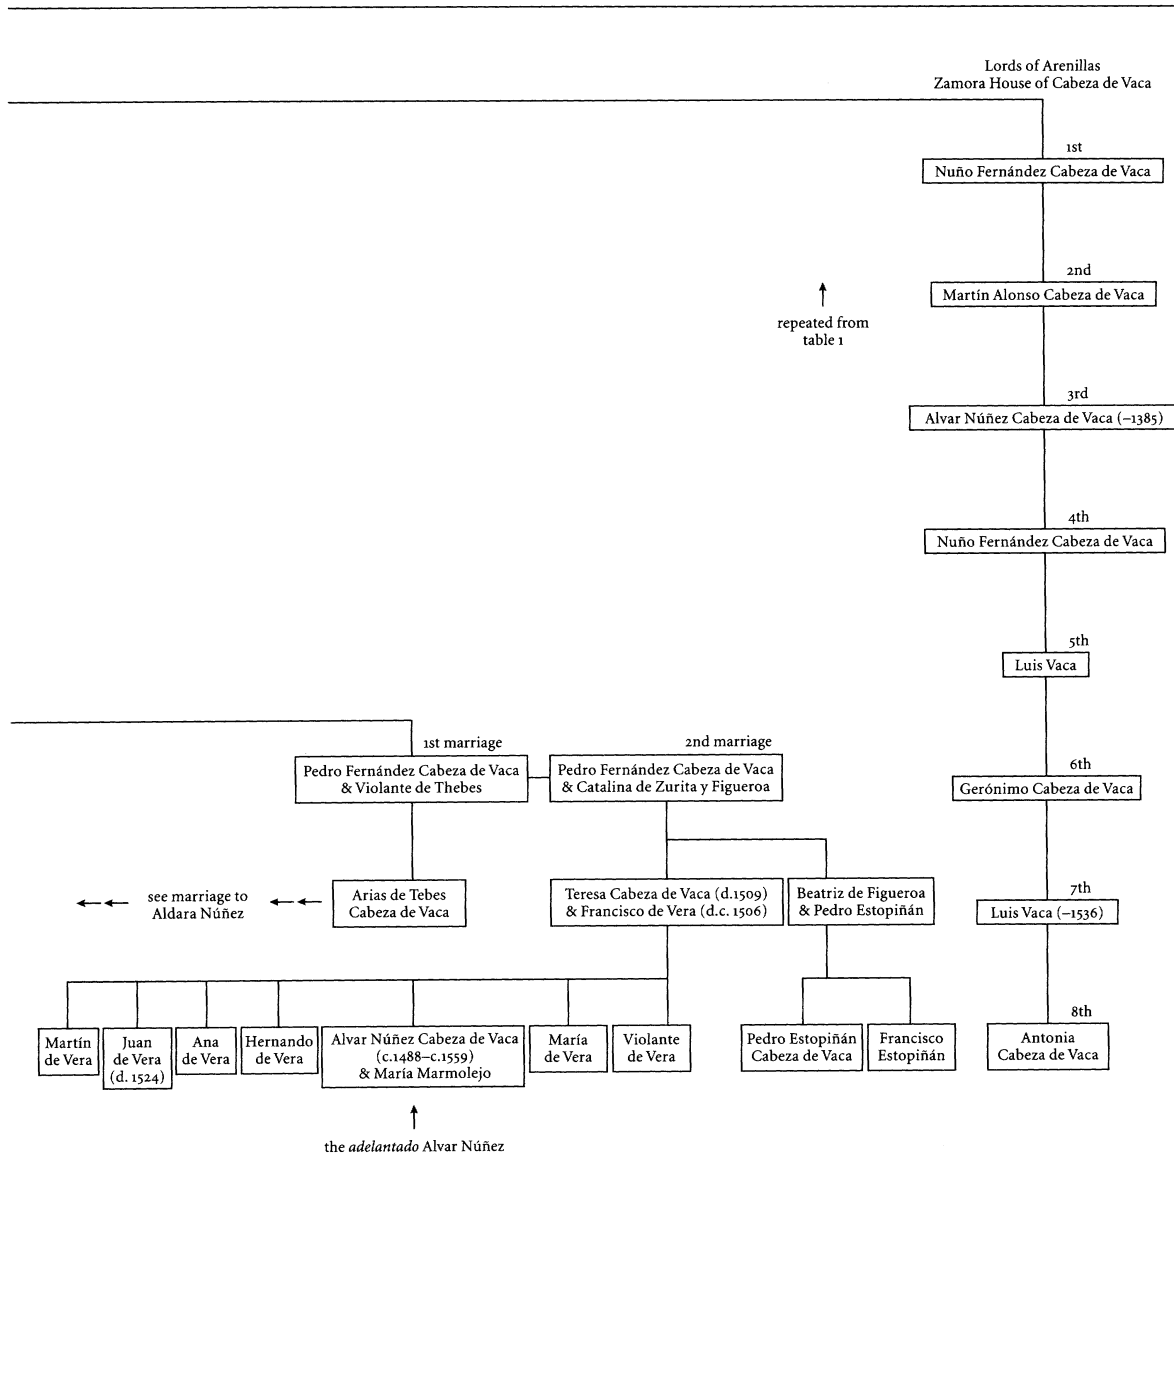 Lords of Arenillas
Zamora House of Cabeza de Vaca
1st
Nuño Fernández Cabeza de Vaca
2nd
Martín Alonso Cabeza de Vaca
repeated from
table 1
3rd
Alvar Núñez Cabeza de Vaca (–1385)
4th
Nuño Fernández Cabeza de Vaca
5th
Luis Vaca
1st marriage
Pedro Fernández Cabeza de Vaca
& Violante de Thebes
2nd marriage
Pedro Fernández Cabeza de Vaca
& Catalina de Zurita y Figueroa
6th
Gerónimo Cabeza de Vaca
see marriage to
Aldara Núñez
Arias de Tebes
Cabeza de Vaca
Teresa Cabeza de Vaca (d.1509)
& Francisco de Vera (d.c. 1506)
Beatriz de Figueroa
& Pedro Estopiñán
7th
Luis Vaca (–1536)
Martín
de Vera
Juan
de Vera
(d. 1524)
Ana
de Vera
Hernando
de Vera
Alvar Núñez Cabeza de Vaca
(c.1488–c.1559)
& María Marmolejo
María
de Vera
Violante
de Vera
Pedro Estopiñán
Cabeza de Vaca
Francisco
Estopiñán
8th
Antonia
Cabeza de Vaca
the adelantado Alvar Núñez